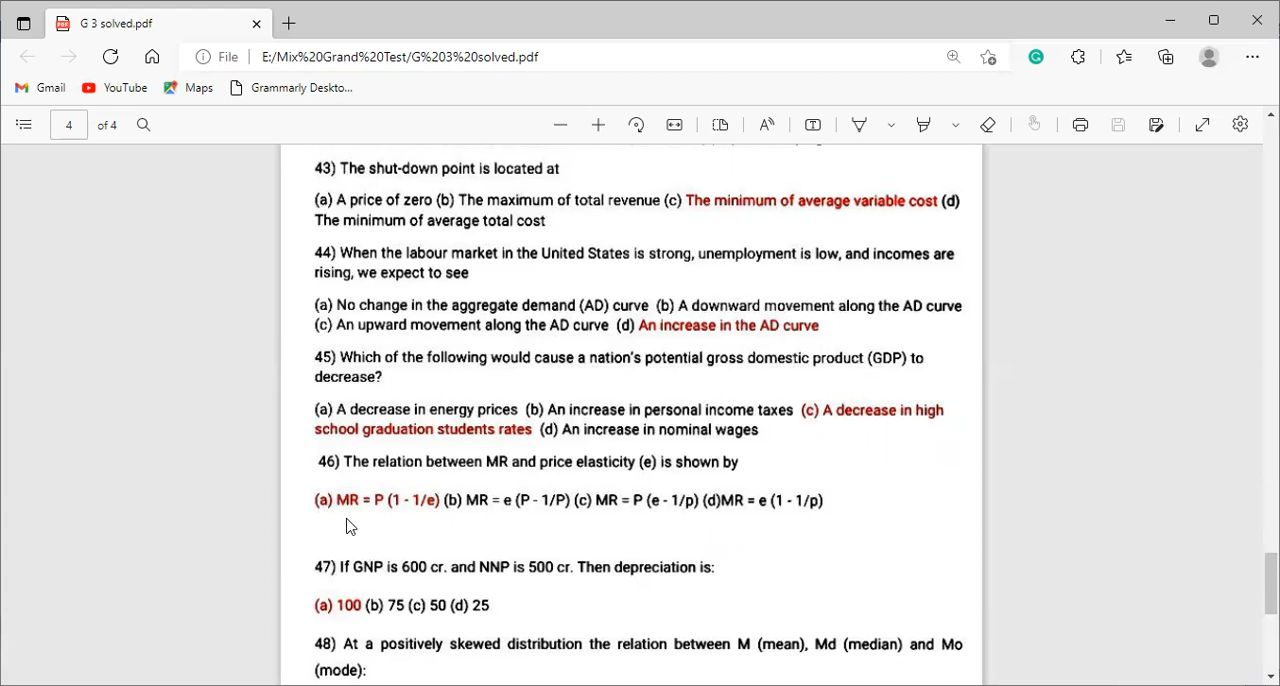 G 3 solved.pdf
File E:/Mix%20Grand%20Test/G%203%20solved.pdf
Gmail YouTube Maps Grammarly Deskto...
4 of 4
43) The shut-down point is located at
(a) A price of zero (b) The maximum of total revenue (c) The minimum of average variable cost (d)
The minimum of average total cost
44) When the labour market in the United States is strong, unemployment is low, and incomes are
rising, we expect to see
(a) No change in the aggregate demand (AD) curve (b) A downward movement along the AD curve
(c) An upward movement along the AD curve (d) An increase in the AD curve
45) Which of the following would cause a nation's potential gross domestic product (GDP) to
decrease?
(a) A decrease in energy prices (b) An increase in personal income taxes (c) A decrease in high
school graduation students rates (d) An increase in nominal wages
46) The relation between MR and price elasticity (e) is shown by
(a) MR = P (1 - 1/e) (b) MR = e (P - 1/P) (c) MR = P (e - 1/p) (d)MR = e (1 - 1/p)
47) If GNP is 600 cr. and NNP is 500 cr. Then depreciation is:
(a) 100 (b) 75 (c) 50 (d) 25
48) At a positively skewed distribution the relation between M (mean), Md (median) and Mo
(mode):